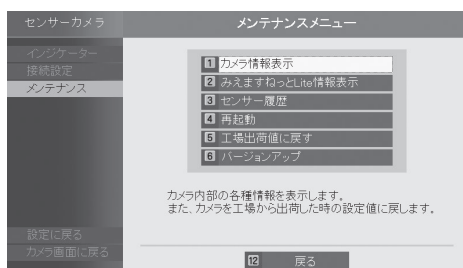 センサーカメラ
メンテナンスメニュー
インジケーター
接続設定
メンテナンス
1 カメラ情報表示
2 みえますねっとLite情報表示
3 センサー履歴
4 再起動
5 工場出荷値に戻す
6 バージョンアップ
カメラ内部の各種情報を表示します。
また、カメラを工場から出荷した時の設定値に戻します。
設定に戻る
カメラ画面に戻る
12 戻る